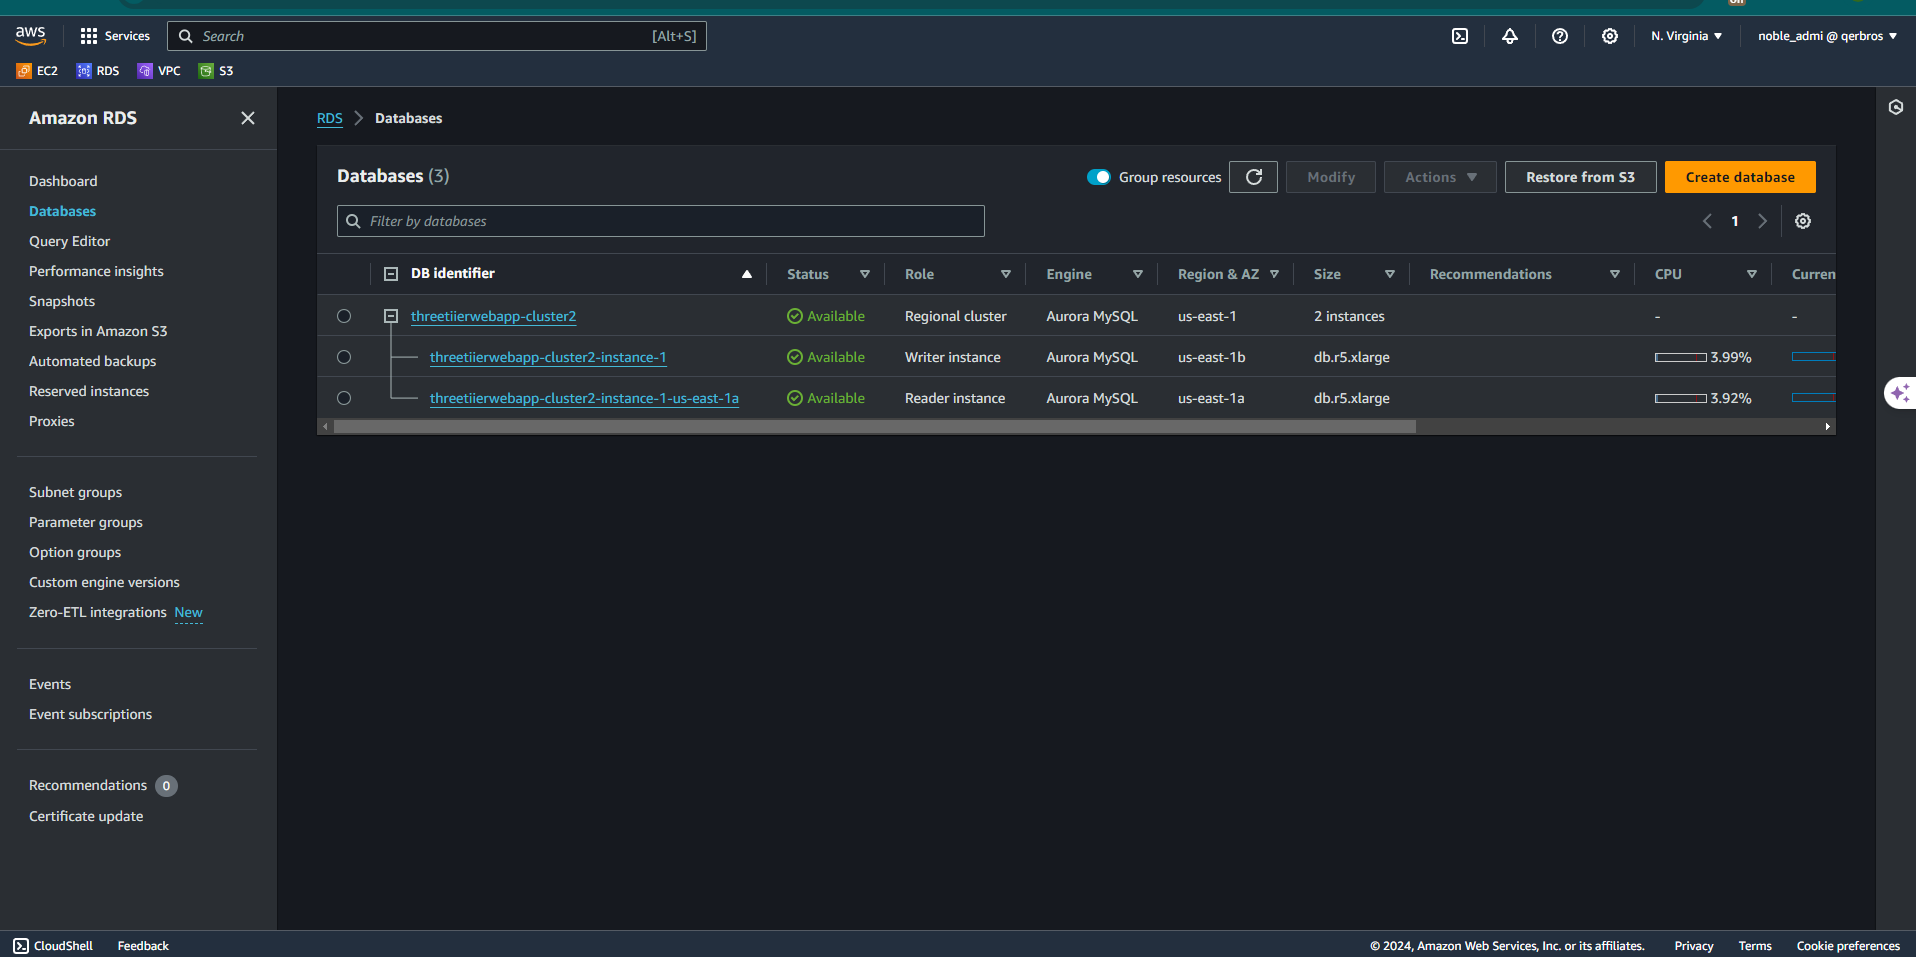 on
aws
Services
Search [Alt+S]
N. Virginia
noble_admi @ qerbros
EC2 RDS VPC S3
Amazon RDS
Dashboard
Databases
Query Editor
Performance insights
Snapshots
Exports in Amazon S3
Automated backups
Reserved instances
Proxies
Subnet groups
Parameter groups
Option groups
Custom engine versions
Zero-ETL integrations New
Events
Event subscriptions
Recommendations 0
Certificate update
RDS > Databases
Databases (3)
Group resources
Modify
Actions
Restore from S3
Create database
Filter by databases
1
DB identifier Status Role Engine Region & AZ Size Recommendations CPU Curren
threetiierwebapp-cluster2 Available Regional cluster Aurora MySQL us-east-1 2 instances - -
threetiierwebapp-cluster2-instance-1 Available Writer instance Aurora MySQL us-east-1b db.r5.xlarge 3.99%
threetiierwebapp-cluster2-instance-1-us-east-1a Available Reader instance Aurora MySQL us-east-1a db.r5.xlarge 3.92%
CloudShell Feedback © 2024, Amazon Web Services, Inc. or its affiliates. Privacy Terms Cookie preferences